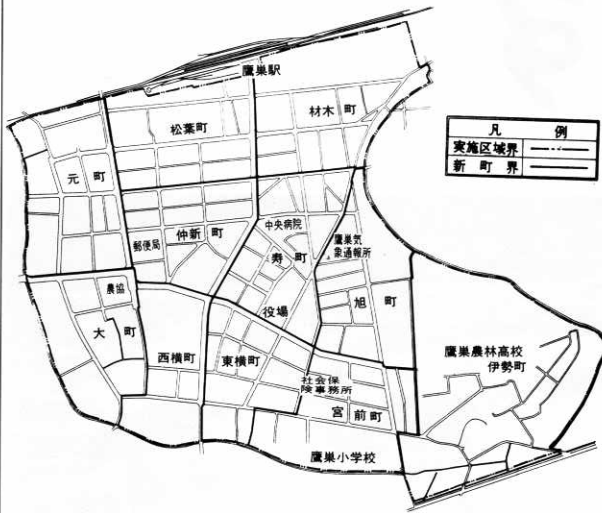 鷹巣駅
材木町
松葉町
凡例
実施区域界
新町界
元町
中央病院
仲新町
郵便局
鷹巣気
象通報所
寿町
農協
旭町
役場
大町
西横町
東横町
鷹巣農林高校
伊勢町
社会保
険事務所
宮前町
鷹巣小学校